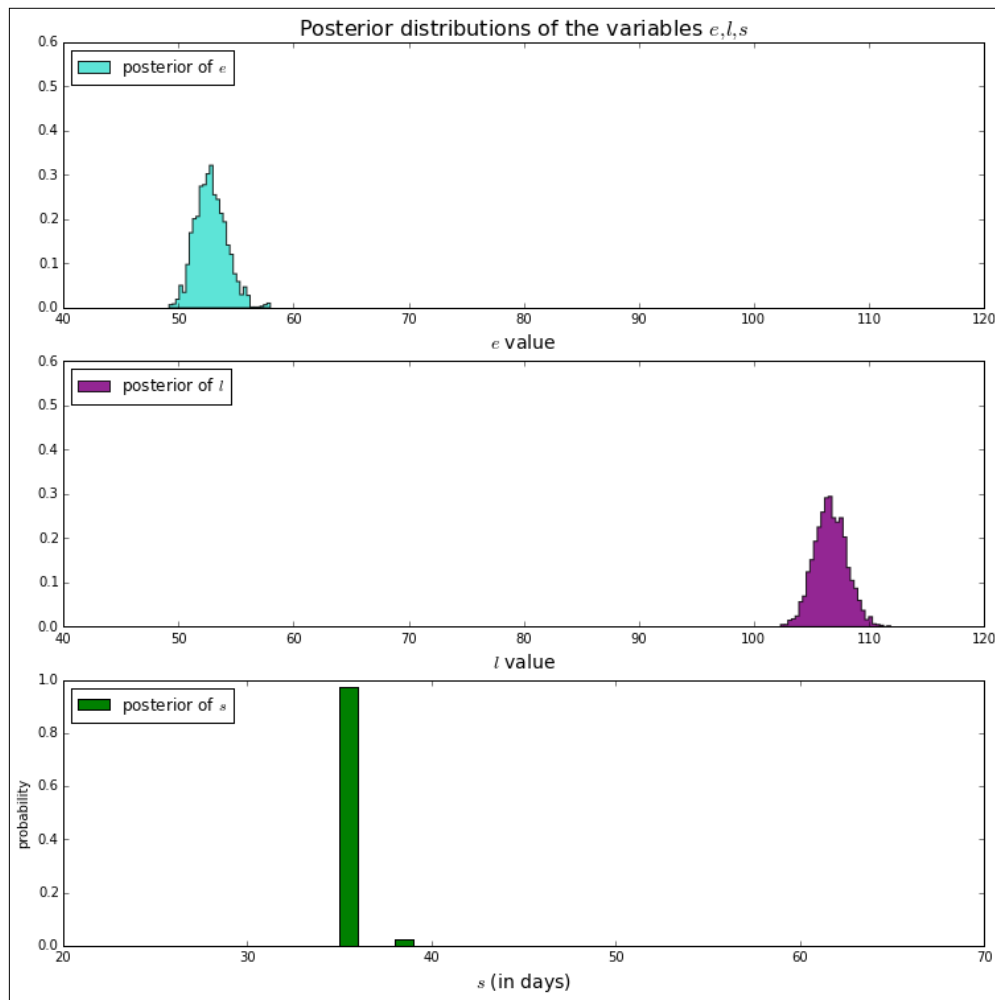 Posterior distributions of the variables e,l,s
0.6
0.5
0.4
0.3
0.2
0.1
0.0
posterior of e
40 50 60 70 80 90 100 110 120
e value
0.6
0.5
0.4
0.3
0.2
0.1
0.0
posterior of l
40 50 60 70 80 90 100 110 120
l value
probability
1.0
0.8
0.6
0.4
0.2
0.0
posterior of s
20 30 40 50 60 70
s (in days)